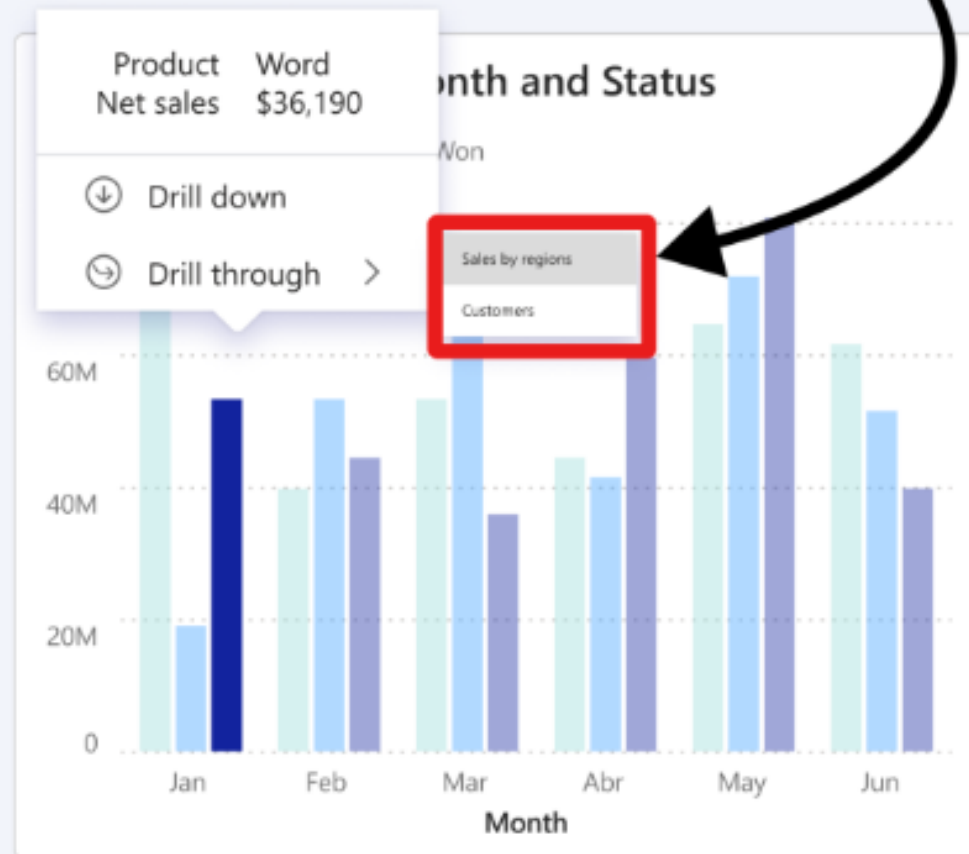 Product Word
Net sales $36,190
onth and Status
Won
Drill down
Drill through
Sales by regions
Customers
60M
40M
20M
0
Jan Feb Mar Abr May Jun
Month